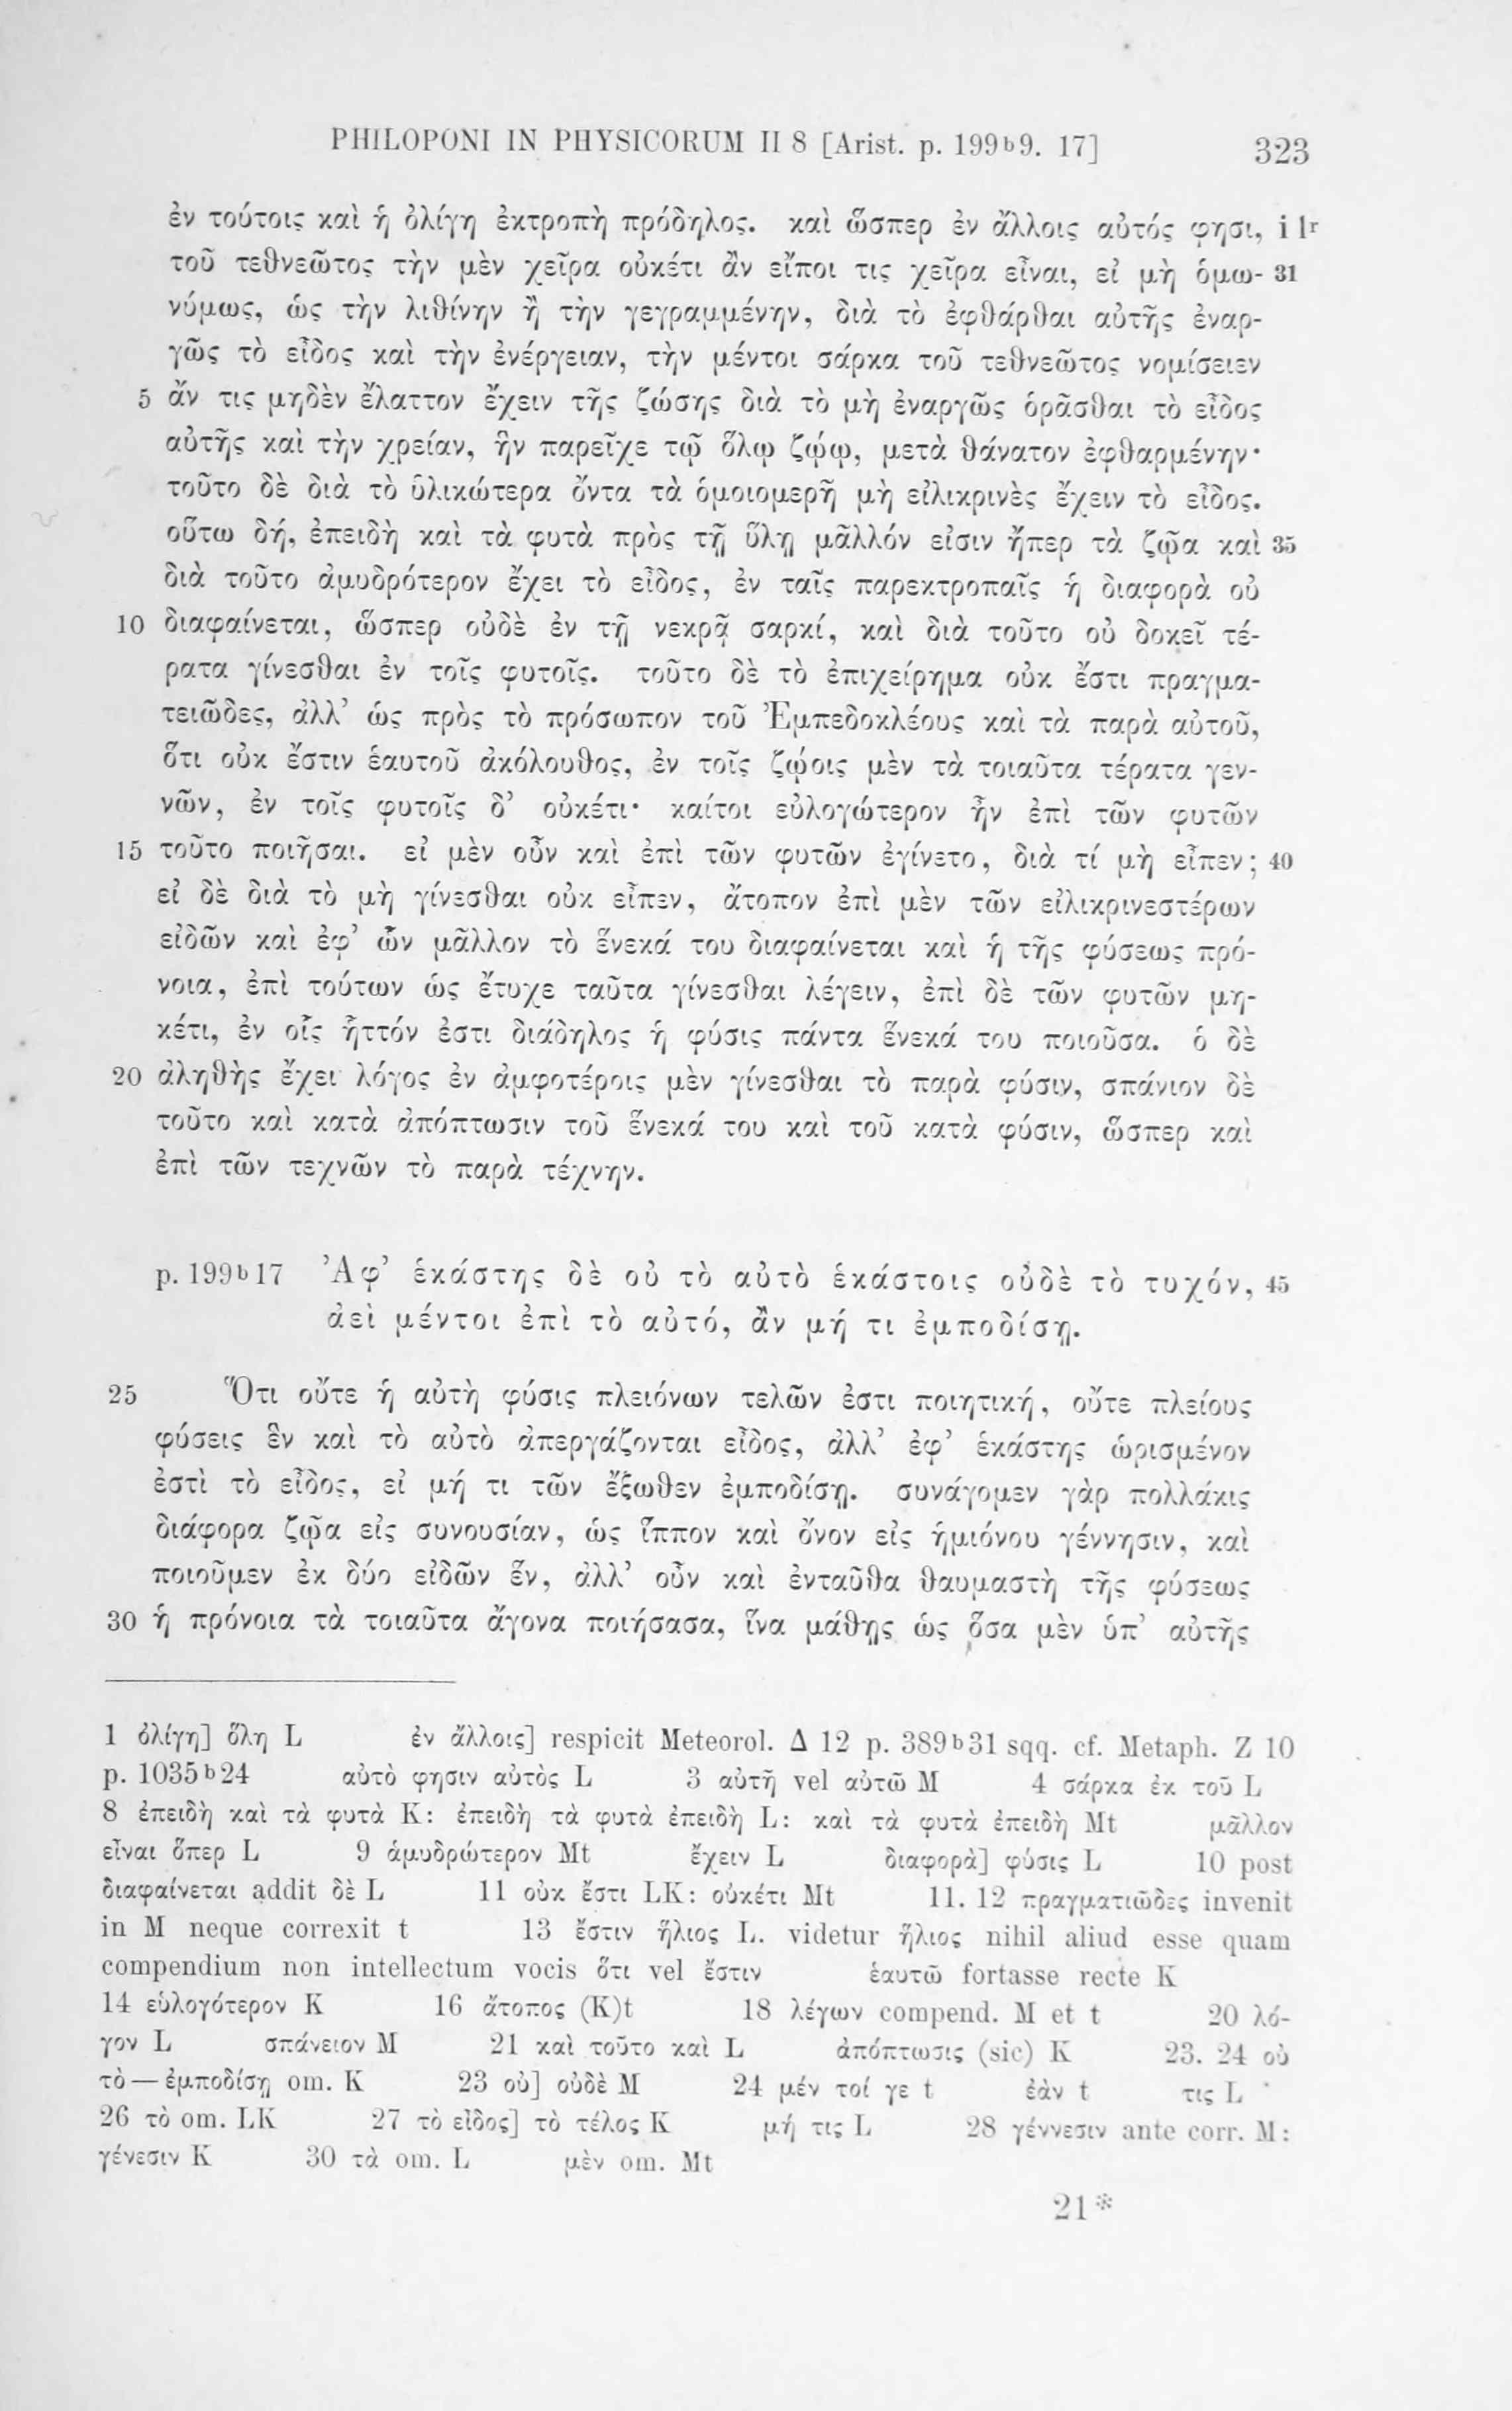 PHILOPONI IN PHYSICORUM II 8 [Arist. p. 199b9. 17] 323
ἐν τούτοις καὶ ἡ ὀλίγη ἐκτροπὴ πρόδηλος. καὶ ὥσπερ ἐν ἄλλοις αὐτός φησι, i 1r
τοῦ τεθνεῶτος τὴν μὲν χεῖρα οὐκέτι ἂν εἴποι τις χεῖρα εἶναι, εἰ μὴ ὁμω- 31
νύμως, ὡς τὴν λιθίνην ἢ τὴν γεγραμμένην, διὰ τὸ ἐφθάρθαι αὐτῆς ἐναρ-
γῶς τὸ εἶδος καὶ τὴν ἐνέργειαν, τὴν μέντοι σάρκα τοῦ τεθνεῶτος νομίσειεν
5 ἄν τις μηδὲν ἔλαττον ἔχειν τῆς ζώσης διὰ τὸ μὴ ἐναργῶς ὁρᾶσθαι τὸ εἶδος
αὐτῆς καὶ τὴν χρείαν, ἣν παρεῖχε τῷ ὅλῳ ζῴῳ, μετὰ θάνατον ἐφθαρμένην·
τοῦτο δὲ διὰ τὸ ὑλικώτερα ὄντα τὰ ὁμοιομερῆ μὴ εἰλικρινὲς ἔχειν τὸ εἶδος.
οὕτω δή, ἐπειδὴ καὶ τὰ φυτὰ πρὸς τῇ ὕλῃ μᾶλλόν εἰσιν ἤπερ τὰ ζῷα καὶ 35
διὰ τοῦτο ἀμυδρότερον ἔχει τὸ εἶδος, ἐν ταῖς παρεκτροπαῖς ἡ διαφορὰ οὐ
10 διαφαίνεται, ὥσπερ οὐδὲ ἐν τῇ νεκρᾷ σαρκί, καὶ διὰ τοῦτο οὐ δοκεῖ τέ-
ρατα γίνεσθαι ἐν τοῖς φυτοῖς. τοῦτο δὲ τὸ ἐπιχείρημα οὐκ ἔστι πραγμα-
τειῶδες, ἀλλ’ ὡς πρὸς τὸ πρόσωπον τοῦ Ἐμπεδοκλέους καὶ τὰ παρὰ αὐτοῦ,
ὅτι οὐκ ἔστιν ἑαυτοῦ ἀκόλουθος, ἐν τοῖς ζῴοις μὲν τὰ τοιαῦτα τέρατα γεν-
νῶν, ἐν τοῖς φυτοῖς δ’ οὐκέτι· καίτοι εὐλογώτερον ἦν ἐπὶ τῶν φυτῶν
15 τοῦτο ποιῆσαι. εἰ μὲν οὖν καὶ ἐπὶ τῶν φυτῶν ἐγίνετο, διὰ τί μὴ εἶπεν; 40
εἰ δὲ διὰ τὸ μὴ γίνεσθαι οὐκ εἶπεν, ἄτοπον ἐπὶ μὲν τῶν εἰλικρινεστέρων
εἰδῶν καὶ ἐφ’ ὧν μᾶλλον τὸ ἕνεκά του διαφαίνεται καὶ ἡ τῆς φύσεως πρό-
νοια, ἐπὶ τούτων ὡς ἔτυχε ταῦτα γίνεσθαι λέγειν, ἐπὶ δὲ τῶν φυτῶν μη-
κέτι, ἐν οἷς ἧττόν ἐστι διάδηλος ἡ φύσις πάντα ἕνεκά του ποιοῦσα. ὁ δὲ
20 ἀληθὴς ἔχει λόγος ἐν ἀμφοτέροις μὲν γίνεσθαι τὸ παρὰ φύσιν, σπάνιον δὲ
τοῦτο καὶ κατὰ ἀπόπτωσιν τοῦ ἕνεκά του καὶ τοῦ κατὰ φύσιν, ὥσπερ καὶ
ἐπὶ τῶν τεχνῶν τὸ παρὰ τέχνην.
p. 199b17 Ἀφ’ ἑκάστης δὲ οὐ τὸ αὐτὸ ἑκάστοις οὐδὲ τὸ τυχόν, 45
ἀεὶ μέντοι ἐπὶ τὸ αὐτό, ἂν μή τι ἐμποδίσῃ.
25 Ὅτι οὔτε ἡ αὐτὴ φύσις πλειόνων τελῶν ἐστι ποιητική, οὔτε πλείους
φύσεις ἓν καὶ τὸ αὐτὸ ἀπεργάζονται εἶδος, ἀλλ’ ἐφ’ ἑκάστης ὡρισμένον
ἐστὶ τὸ εἶδος, εἰ μή τι τῶν ἔξωθεν ἐμποδίσῃ. συνάγομεν γὰρ πολλάκις
διάφορα ζῷα εἰς συνουσίαν, ὡς ἵππον καὶ ὄνον εἰς ἡμιόνου γέννησιν, καὶ
ποιοῦμεν ἐκ δύο εἰδῶν ἕν, ἀλλ’ οὖν καὶ ἐνταῦθα θαυμαστὴ τῆς φύσεως
30 ἡ πρόνοια τὰ τοιαῦτα ἄγονα ποιήσασα, ἵνα μάθῃς ὡς ὅσα μὲν ὑπ’ αὐτῆς
1 ὀλίγη] ὅλη L ἐν ἄλλοις] respicit Meteorol. Δ 12 p. 389b31 sqq. cf. Metaph. Z 10
p. 1035b24 αὐτό φησιν αὐτὸς L 3 αὐτῆ vel αὐτῶ M 4 σάρκα ἐκ τοῦ L
8 ἐπειδὴ καὶ τὰ φυτὰ K: ἐπειδὴ τὰ φυτὰ ἐπειδὴ L: καὶ τὰ φυτὰ ἐπειδὴ Mt μᾶλλον
εἶναι ὅπερ L 9 ἀμυδρώτερον Mt ἔχειν L διαφορὰ] φύσις L 10 post
διαφαίνεται addit δὲ L 11 οὐκ ἔστι LK: οὐκέτι Mt 11. 12 πραγματιῶδες invenit
in M neque correxit t 13 ἔστιν ἥλιος L. videtur ἥλιος nihil aliud esse quam
compendium non intellectum vocis ὅτι vel ἔστιν ἑαυτῶ fortasse recte K
14 εὐλογότερον K 16 ἄτοπος (K)t 18 λέγων compend. M et t 20 λό-
γον L σπάνειον M 21 καὶ τοῦτο καὶ L ἀπόπτωσις (sic) K 23. 24 οὐ
τὸ — ἐμποδίσῃ om. K 23 οὐ] οὐδὲ M 24 μέν τοί γε t ἐὰν t τις L
26 τὸ om. LK 27 τὸ εἶδος] τὸ τέλος K μή τις L 28 γέννεσιν ante corr. M:
γένεσιν K 30 τὰ om. L μὲν om. Mt
21*